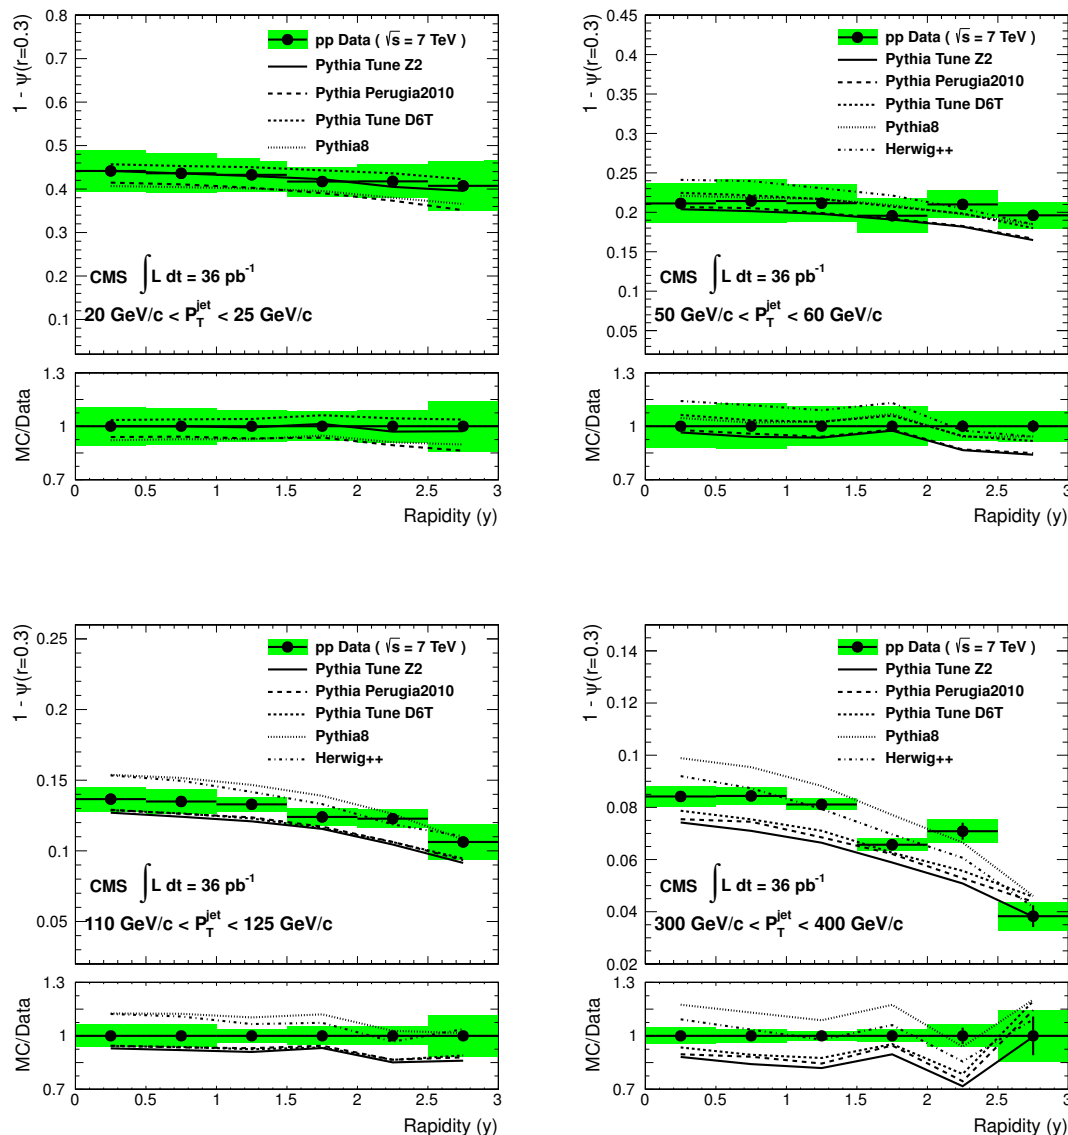 1 - ψ(r=0.3)
0.8
0.7
0.6
0.5
0.4
0.3
0.2
0.1
pp Data ( √s = 7 TeV )
Pythia Tune Z2
Pythia Perugia2010
Pythia Tune D6T
Pythia8
CMS ∫ L dt = 36 pb⁻¹
20 GeV/c < P_T^jet < 25 GeV/c
MC/Data
1.3
1
0.7
0 0.5 1 1.5 2 2.5 3
Rapidity (y)
1 - ψ(r=0.3)
0.45
0.4
0.35
0.3
0.25
0.2
0.15
0.1
0.05
pp Data ( √s = 7 TeV )
Pythia Tune Z2
Pythia Perugia2010
Pythia Tune D6T
Pythia8
Herwig++
CMS ∫ L dt = 36 pb⁻¹
50 GeV/c < P_T^jet < 60 GeV/c
MC/Data
1.3
1
0.7
0 0.5 1 1.5 2 2.5 3
Rapidity (y)
1 - ψ(r=0.3)
0.25
0.2
0.15
0.1
0.05
pp Data ( √s = 7 TeV )
Pythia Tune Z2
Pythia Perugia2010
Pythia Tune D6T
Pythia8
Herwig++
CMS ∫ L dt = 36 pb⁻¹
110 GeV/c < P_T^jet < 125 GeV/c
MC/Data
1.3
1
0.7
0 0.5 1 1.5 2 2.5 3
Rapidity (y)
1 - ψ(r=0.3)
0.14
0.12
0.1
0.08
0.06
0.04
0.02
pp Data ( √s = 7 TeV )
Pythia Tune Z2
Pythia Perugia2010
Pythia Tune D6T
Pythia8
Herwig++
CMS ∫ L dt = 36 pb⁻¹
300 GeV/c < P_T^jet < 400 GeV/c
MC/Data
1.3
1
0.7
0 0.5 1 1.5 2 2.5 3
Rapidity (y)